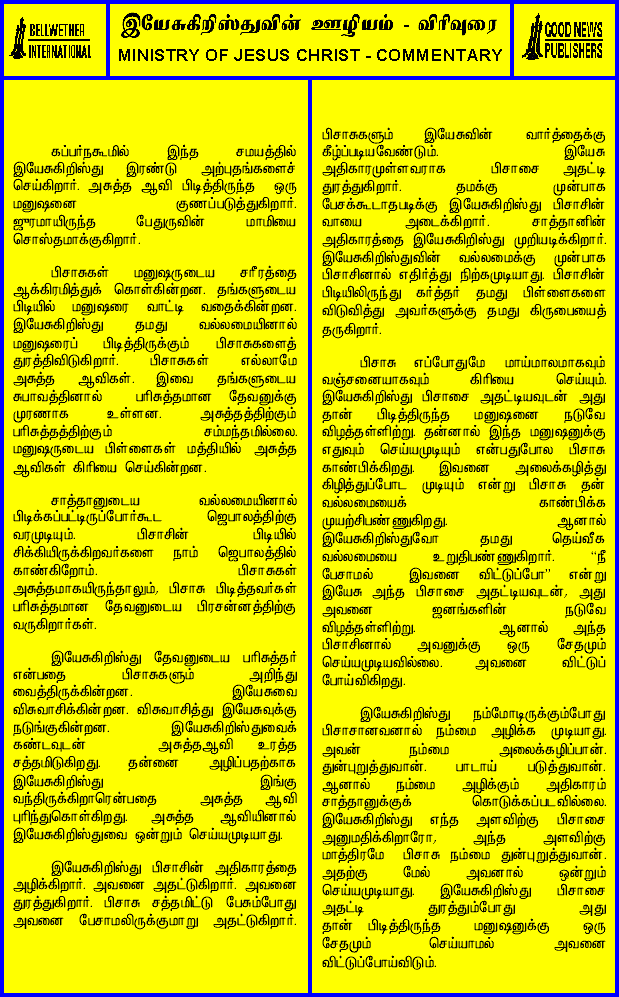 BELLWETHER
INTERNATIONAL
இயேசுகிறிஸ்துவின் ஊழியம் - விரிவுரை
MINISTRY OF JESUS CHRIST - COMMENTARY
GOOD NEWS
PUBLISHERS
கப்பர்நகூமில் இந்த சமயத்தில்
இயேசுகிறிஸ்து இரண்டு அற்புதங்களைச்
செய்கிறார். அசுத்த ஆவி பிடித்திருந்த ஒரு
மனுஷனை குணப்படுத்துகிறார்.
ஜுரமாயிருந்த பேதுருவின் மாமியை
சொஸ்தமாக்குகிறார்.
பிசாசுகள் மனுஷருடைய சரீரத்தை
ஆக்கிரமித்துக் கொள்கின்றன. தங்களுடைய
பிடியில் மனுஷரை வாட்டி வதைக்கின்றன.
இயேசுகிறிஸ்து தமது வல்லமையினால்
மனுஷரைப் பிடித்திருக்கும் பிசாசுகளைத்
துரத்திவிடுகிறார். பிசாசுகள் எல்லாமே
அசுத்த ஆவிகள். இவை தங்களுடைய
சுபாவத்தினால் பரிசுத்தமான தேவனுக்கு
முரணாக உள்ளன. அசுத்தத்திற்கும்
பரிசுத்தத்திற்கும் சம்மந்தமில்லை.
மனுஷருடைய பிள்ளைகள் மத்தியில் அசுத்த
ஆவிகள் கிரியை செய்கின்றன.
சாத்தானுடைய வல்லமையினால்
பிடிக்கப்பட்டிருப்போர்கூட ஜெபாலத்திற்கு
வரமுடியும். பிசாசின் பிடியில்
சிக்கியிருக்கிறவர்களை நாம் ஜெபாலத்தில்
காண்கிறோம். பிசாசுகள்
அசுத்தமாகயிருந்தாலும், பிசாசு பிடித்தவர்கள்
பரிசுத்தமான தேவனுடைய பிரசன்னத்திற்கு
வருகிறார்கள்.
இயேசுகிறிஸ்து தேவனுடைய பரிசுத்தர்
என்பதை பிசாசுகளும் அறிந்து
வைத்திருக்கின்றன. இயேசுவை
விசுவாசிக்கின்றன. விசுவாசித்து இயேசுவுக்கு
நடுங்குகின்றன. இயேசுகிறிஸ்துவைக்
கண்டவுடன் அசுத்தஆவி உரத்த
சத்தமிடுகிறது. தன்னை அழிப்பதற்காக
இயேசுகிறிஸ்து இங்கு
வந்திருக்கிறாரென்பதை அசுத்த ஆவி
புரிந்துகொள்கிறது. அசுத்த ஆவியினால்
இயேசுகிறிஸ்துவை ஒன்றும் செய்யமுடியாது.
இயேசுகிறிஸ்து பிசாசின் அதிகாரத்தை
அழிக்கிறார். அவனை அதட்டுகிறார். அவனை
துரத்துகிறார். பிசாசு சத்தமிட்டு பேசும்போது
அவனை பேசாமலிருக்குமாறு அதட்டுகிறார்.
பிசாசுகளும் இயேசுவின் வார்த்தைக்கு
கீழ்ப்படியவேண்டும். இயேசு
அதிகாரமுள்ளவராக பிசாசை அதட்டி
துரத்துகிறார். தமக்கு முன்பாக
பேசக்கூடாதபடிக்கு இயேசுகிறிஸ்து பிசாசின்
வாயை அடைக்கிறார். சாத்தானின்
அதிகாரத்தை இயேசுகிறிஸ்து முறியடிக்கிறார்.
இயேசுகிறிஸ்துவின் வல்லமைக்கு முன்பாக
பிசாசினால் எதிர்த்து நிற்கமுடியாது. பிசாசின்
பிடியிலிருந்து கர்த்தர் தமது பிள்ளைகளை
விடுவித்து அவர்களுக்கு தமது கிருபையைத்
தருகிறார்.
பிசாசு எப்போதுமே மாய்மாலமாகவும்
வஞ்சனையாகவும் கிரியை செய்யும்.
இயேசுகிறிஸ்து பிசாசை அதட்டியவுடன் அது
தான் பிடித்திருந்த மனுஷனை நடுவே
விழத்தள்ளிற்று. தன்னால் இந்த மனுஷனுக்கு
எதுவும் செய்யமுடியும் என்பதுபோல பிசாசு
காண்பிக்கிறது. இவனை அலைக்கழித்து
கிழித்துப்போட முடியும் என்று பிசாசு தன்
வல்லமையைக் காண்பிக்க
முயற்சிபண்ணுகிறது. ஆனால்
இயேசுகிறிஸ்துவோ தமது தெய்வீக
வல்லமையை உறுதிபண்ணுகிறார். “நீ
பேசாமல் இவனை விட்டுப்போ” என்று
இயேசு அந்த பிசாசை அதட்டியவுடன், அது
அவனை ஜனங்களின் நடுவே
விழத்தள்ளிற்று. ஆனால் அந்த
பிசாசினால் அவனுக்கு ஒரு சேதமும்
செய்யமுடியவில்லை. அவனை விட்டுப்
போய்விகிறது.
இயேசுகிறிஸ்து நம்மோடிருக்கும்போது
பிசாசானவனால் நம்மை அழிக்க முடியாது.
அவன் நம்மை அலைக்கழிப்பான்.
துன்புறுத்துவான். பாடாய் படுத்துவான்.
ஆனால் நம்மை அழிக்கும் அதிகாரம்
சாத்தானுக்குக் கொடுக்கப்படவில்லை.
இயேசுகிறிஸ்து எந்த அளவிற்கு பிசாசை
அனுமதிக்கிறாரோ, அந்த அளவிற்கு
மாத்திரமே பிசாசு நம்மை துன்புறுத்துவான்.
அதற்கு மேல் அவனால் ஒன்றும்
செய்யமுடியாது. இயேசுகிறிஸ்து பிசாசை
அதட்டி துரத்தும்போது அது
தான் பிடித்திருந்த மனுஷனுக்கு ஒரு
சேதமும் செய்யாமல் அவனை
விட்டுப்போய்விடும்.